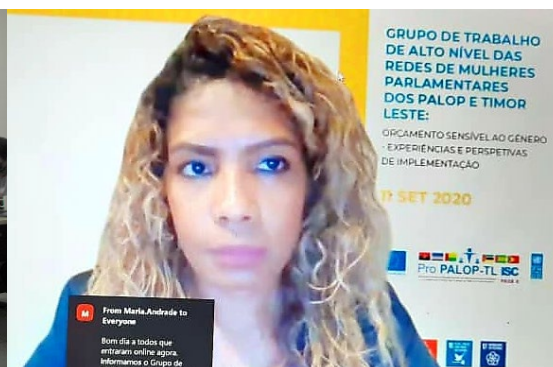 GRUPO DE TRABALHO
DE ALTO NÍVEL DAS
REDES DE MULHERES
PARLAMENTARES
DOS PALOP E TIMOR
LESTE:
ORÇAMENTO SENSÍVEL AO GÉNERO
- EXPERIÊNCIAS E PERSPETIVAS
DE IMPLEMENTAÇÃO
11 SET 2020
Pro PALOP-TL ISC
M
From Maria.Andrade to
Everyone
Bom dia a todos que
entraram online agora.
Informamos o Grupo de